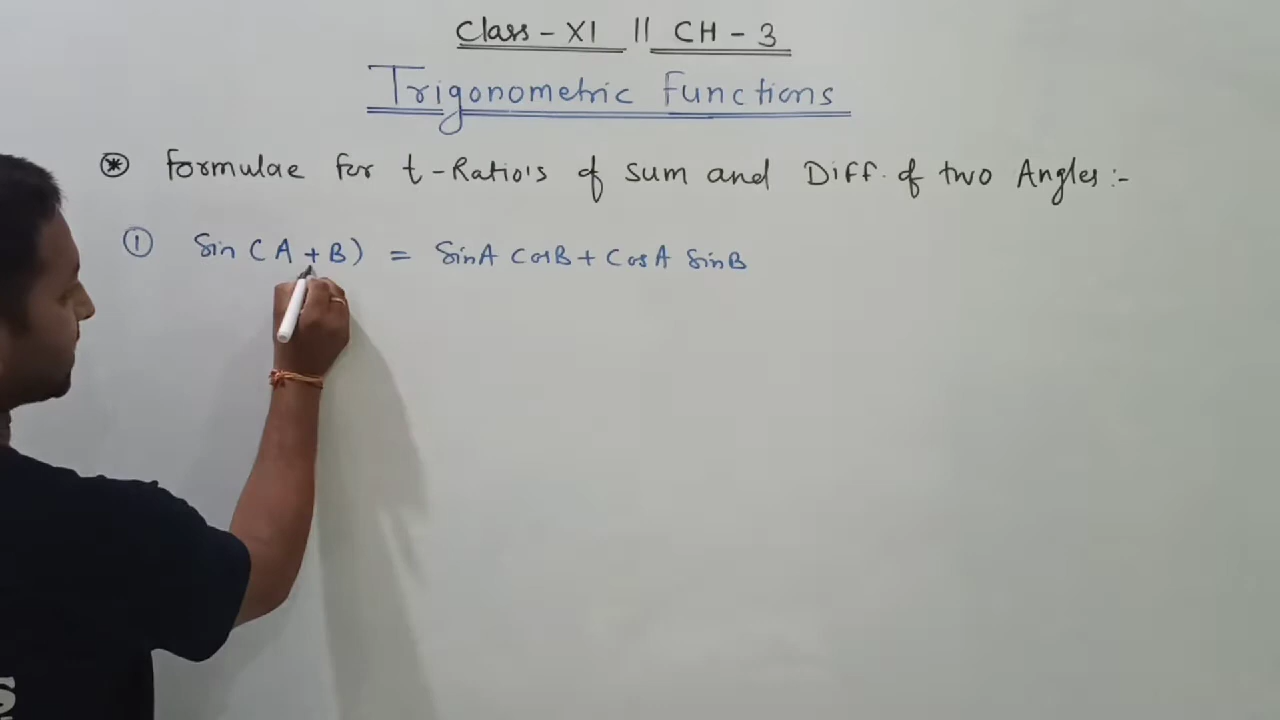 Class - XI || CH - 3
Trigonometric Functions
* Formulae for t-Ratio's of Sum and Diff. of two Angles :-
① Sin (A + B) = SinA CosB + CosA SinB